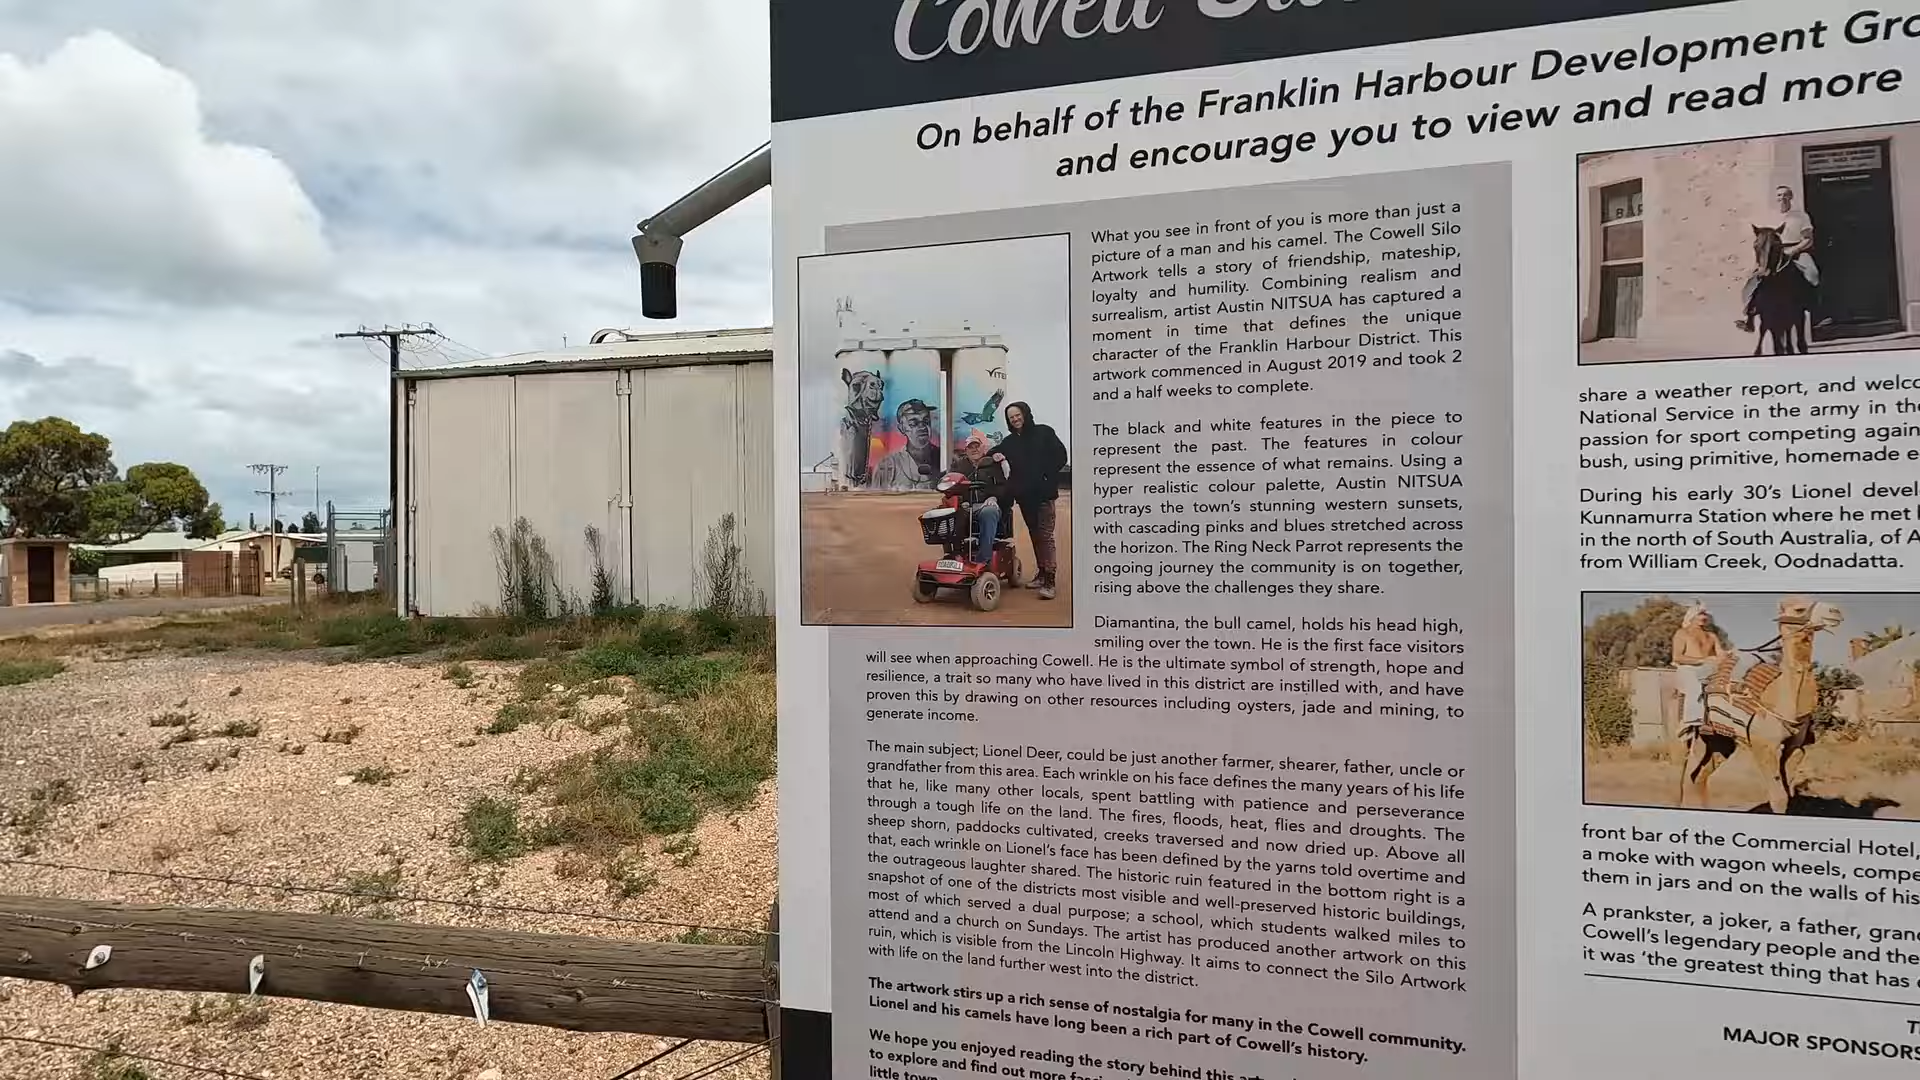 Cowell
On behalf of the Franklin Harbour Development
and encourage you to view and read more
What you see in front of you is more than just a
picture of a man and his camel. The Cowell Silo
Artwork tells a story of friendship, mateship,
loyalty and humility. Combining realism and
surrealism, artist Austin NITSUA has captured a
moment in time that defines the unique
character of the Franklin Harbour District. This
artwork commenced in August 2019 and took 2
and a half weeks to complete.
The black and white features in the piece to
represent the past. The features in colour
represent the essence of what remains. Using a
hyper realistic colour palette, Austin NITSUA
portrays the town's stunning western sunsets,
with cascading pinks and blues stretched across
the horizon. The Ring Neck Parrot represents the
ongoing journey the community is on together,
rising above the challenges they share.
Diamantina, the bull camel, holds his head high,
smiling over the town. He is the first face visitors
will see when approaching Cowell. He is the ultimate symbol of strength, hope and
resilience, a trait so many who have lived in this district are instilled with, and have
proven this by drawing on other resources including oysters, jade and mining, to
generate income.
The main subject; Lionel Deer, could be just another farmer, shearer, father, uncle or
grandfather from this area. Each wrinkle on his face defines the many years of his life
that he, like many other locals, spent battling with patience and perseverance
through a tough life on the land. The fires, floods, heat, flies and droughts. The
sheep shorn, paddocks cultivated, creeks traversed and now dried up. Above all
that, each wrinkle on Lionel's face has been defined by the yarns told overtime and
the outrageous laughter shared. The historic ruin featured in the bottom right is a
snapshot of one of the districts most visible and well-preserved historic buildings,
most of which served a dual purpose; a school, which students walked miles to
attend and a church on Sundays. The artist has produced another artwork on this
ruin, which is visible from the Lincoln Highway. It aims to connect the Silo Artwork
with life on the land further west into the district.
The artwork stirs up a rich sense of nostalgia for many in the Cowell community.
Lionel and his camels have long been a rich part of Cowell's history.
We hope you enjoyed reading the story behind this
to explore and find out more
little town
BAR
share a weather report, and
National Service in the army in
passion for sport competing
bush, using primitive, homemade
During his early 30's Lionel
Kunnamurra Station where he met
in the north of South Australia, of
from William Creek, Oodnadatta.
front bar of the Commercial Hotel,
a moke with wagon wheels,
them in jars and on the walls of his
A prankster, a joker, a father,
Cowell's legendary people and the
it was 'the greatest thing that has
MAJOR SPONSORS